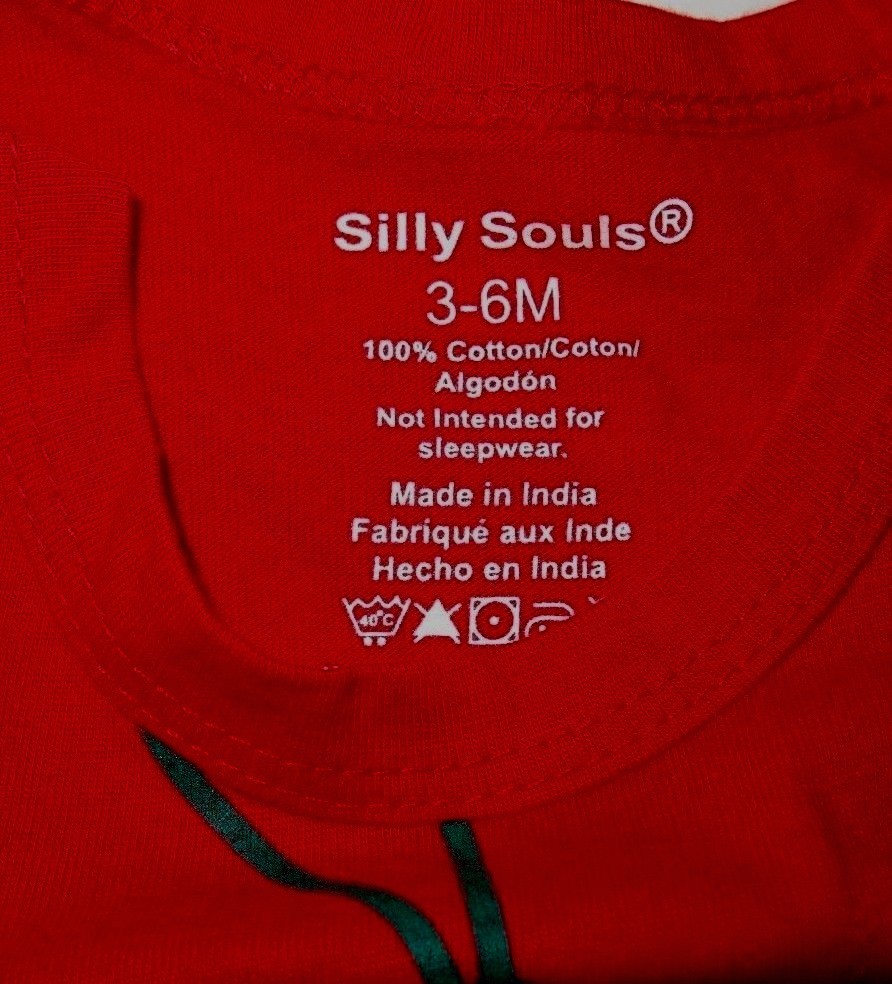 Silly Souls®
3-6M
100% Cotton/Coton/
Algodón
Not Intended for
sleepwear.
Made in India
Fabriqué aux Inde
Hecho en India
40°C